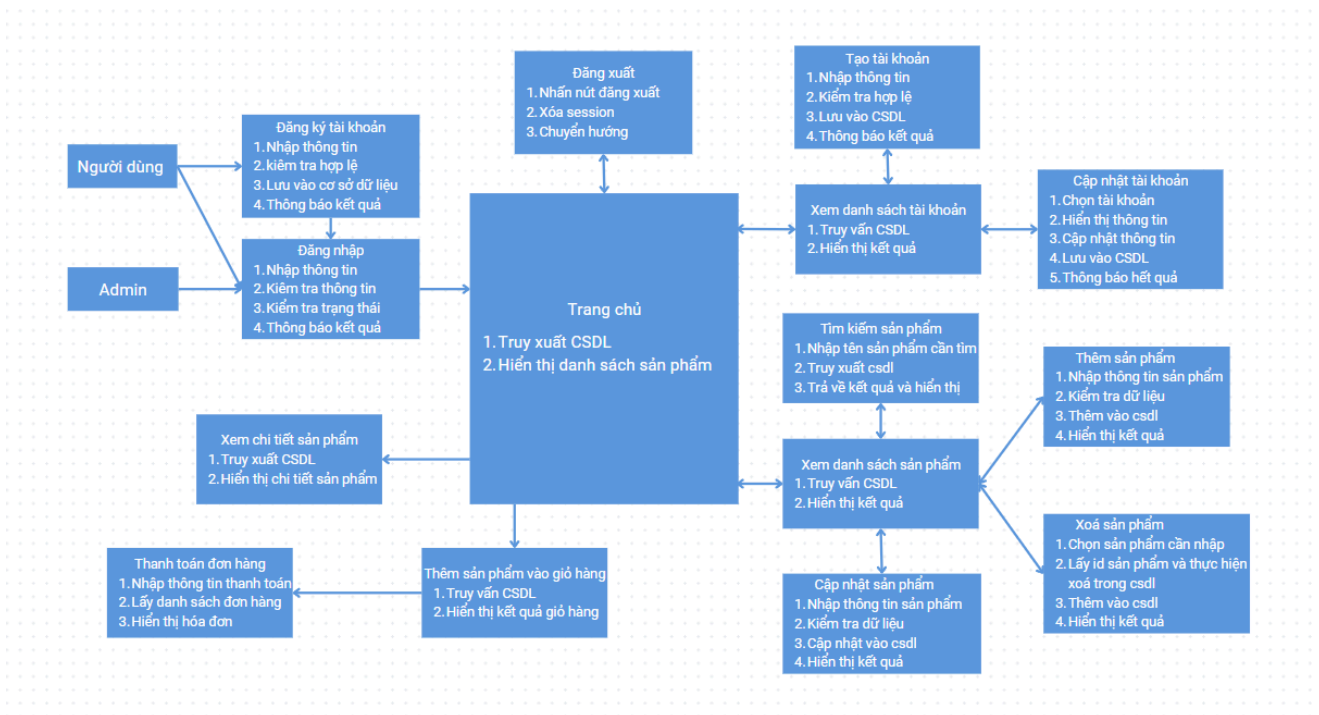 Người dùng
Admin
Đăng ký tài khoản
1. Nhập thông tin
2. kiêm tra hợp lệ
3. Lưu vào cơ sở dữ liệu
4. Thông báo kết quả
Đăng nhập
1. Nhập thông tin
2. Kiêm tra thông tin
3. Kiểm tra trạng thái
4. Thông báo kết quả
Đăng xuất
1. Nhấn nút đăng xuất
2. Xóa session
3. Chuyển hướng
Trang chủ
1. Truy xuất CSDL
2. Hiển thị danh sách sản phẩm
Tạo tài khoản
1. Nhập thông tin
2. Kiểm tra hợp lệ
3. Lưu vào CSDL
4. Thông báo kết quả
Xem danh sách tài khoản
1. Truy vấn CSDL
2. Hiển thị kết quả
Cập nhật tài khoản
1. Chọn tài khoản
2. Hiển thị thông tin
3. Cập nhật thông tin
4. Lưu vào CSDL
5. Thông báo hết quả
Tìm kiếm sản phẩm
1. Nhập tên sản phẩm cần tìm
2. Truy xuất csdl
3. Trả về kết quả và hiển thị
Thêm sản phẩm
1. Nhập thông tin sản phẩm
2. Kiểm tra dữ liệu
3. Thêm vào csdl
4. Hiển thị kết quả
Xem chi tiết sản phẩm
1. Truy xuất CSDL
2. Hiển thị chi tiết sản phẩm
Xem danh sách sản phẩm
1. Truy vấn CSDL
2. Hiển thị kết quả
Xoá sản phẩm
1. Chọn sản phẩm cần nhập
2. Lấy id sản phẩm và thực hiện
xoá trong csdl
3. Thêm vào csdl
4. Hiển thị kết quả
Thanh toán đơn hàng
1. Nhập thông tin thanh toán
2. Lấy danh sách đơn hàng
3. Hiển thị hóa đơn
Thêm sản phẩm vào giỏ hàng
1. Truy vấn CSDL
2. Hiển thị kết quả giỏ hàng
Cập nhật sản phẩm
1. Nhập thông tin sản phẩm
2. Kiểm tra dữ liệu
3. Cập nhật vào csdl
4. Hiển thị kết quả